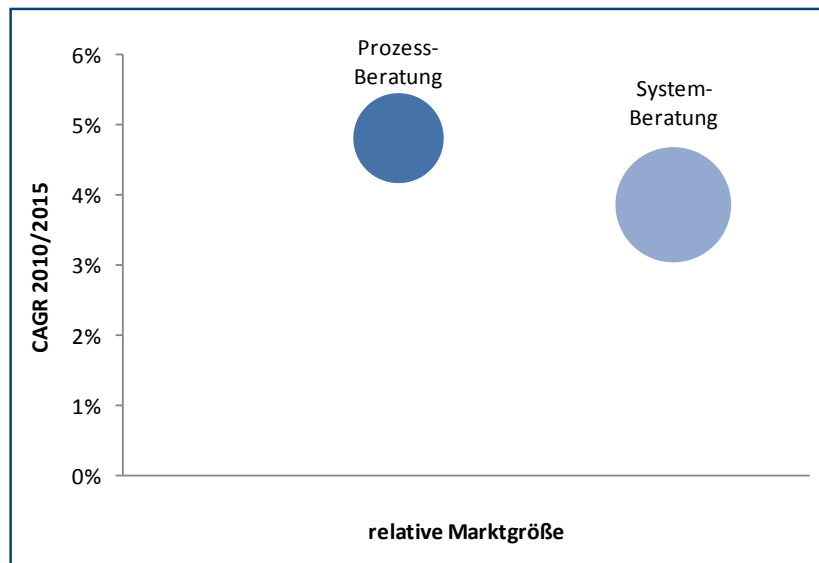 6%
5%
4%
3%
2%
1%
0%
CAGR 2010/2015
Prozess-
Beratung
System-
Beratung
relative Marktgröße